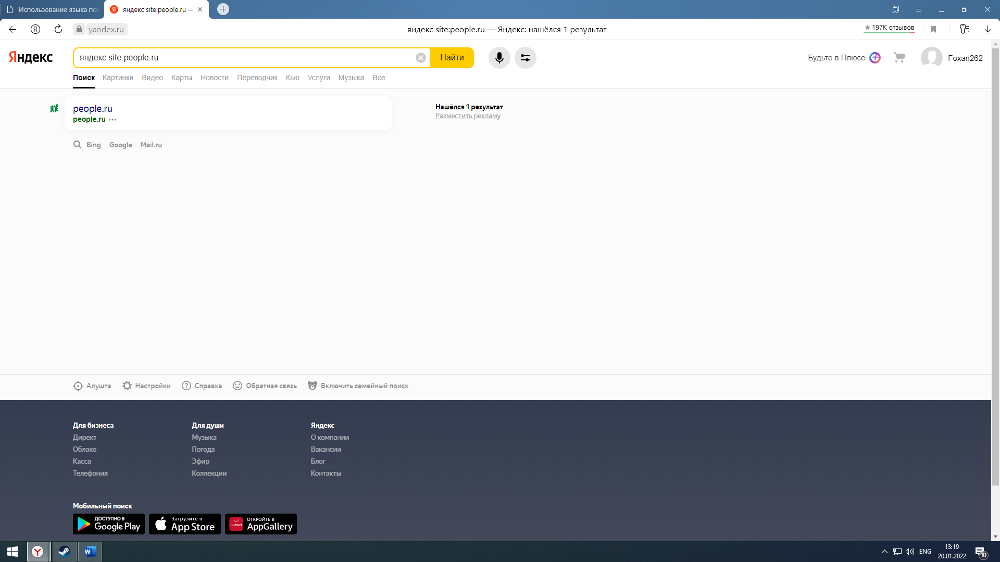 Использование языка по
яндекс site:people.ru —
yandex.ru
яндекс site:people.ru — Яндекс: нашёлся 1 результат
197K отзывов
Яндекс
яндекс site:people.ru
Найти
Будьте в Плюсе
Foxan262
Поиск Картинки Видео Карты Новости Переводчик Кью Услуги Музыка Все
people.ru
people.ru
Нашёлся 1 результат
Разместить рекламу
Bing Google Mail.ru
Алушта Настройки Справка Обратная связь Включить семейный поиск
Для бизнеса
Директ
Облако
Касса
Телефония
Для души
Музыка
Погода
Эфир
Коллекции
Яндекс
О компании
Вакансии
Блог
Контакты
Мобильный поиск
ДОСТУПНО В
Google Play
Загрузите в
App Store
HUAWEI
ОТКРОЙТЕ В
AppGallery
ENG
13:19
20.01.2022
10